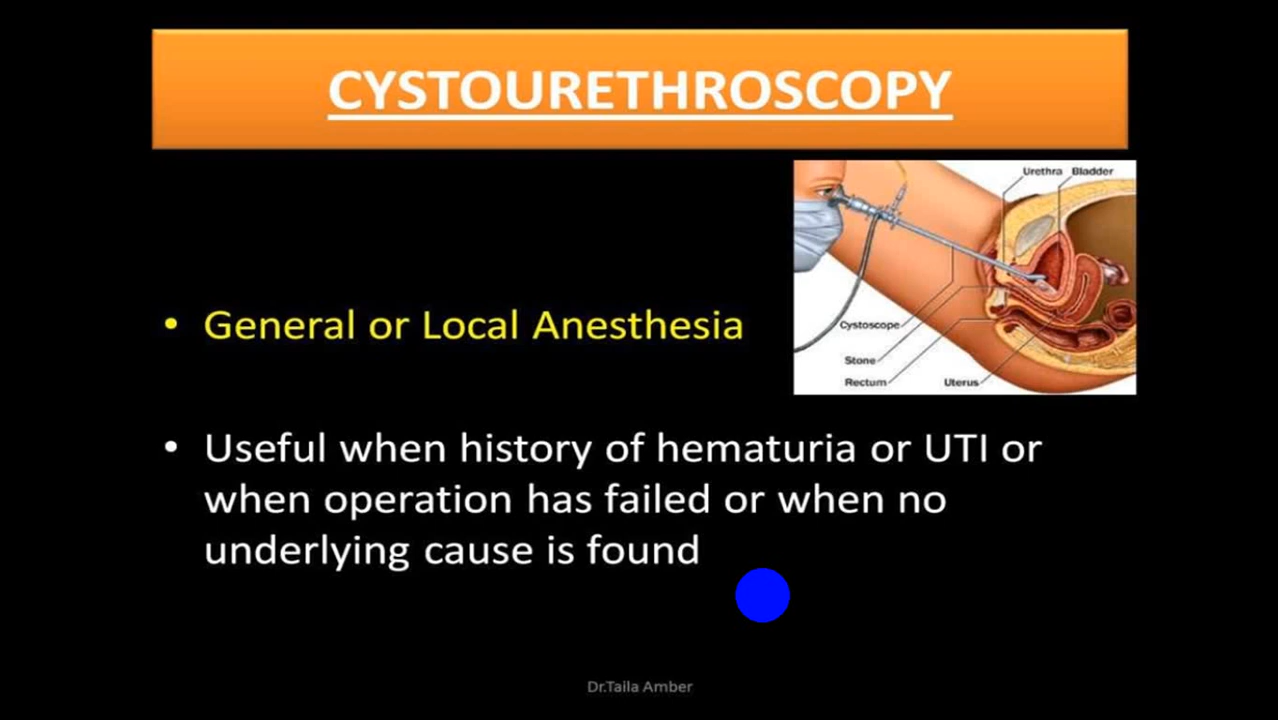 CYSTOURETHROSCOPY
Urethra Bladder
Cystoscope
Stone
Rectum Uterus
• General or Local Anesthesia
• Useful when history of hematuria or UTI or
when operation has failed or when no
underlying cause is found
Dr.Taila Amber